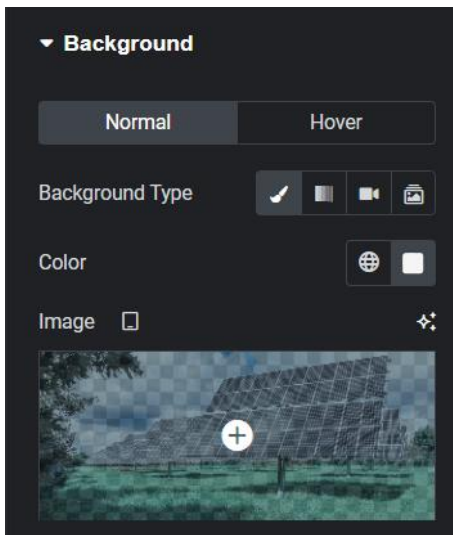 Background
Normal
Hover
Background Type
Color
Image